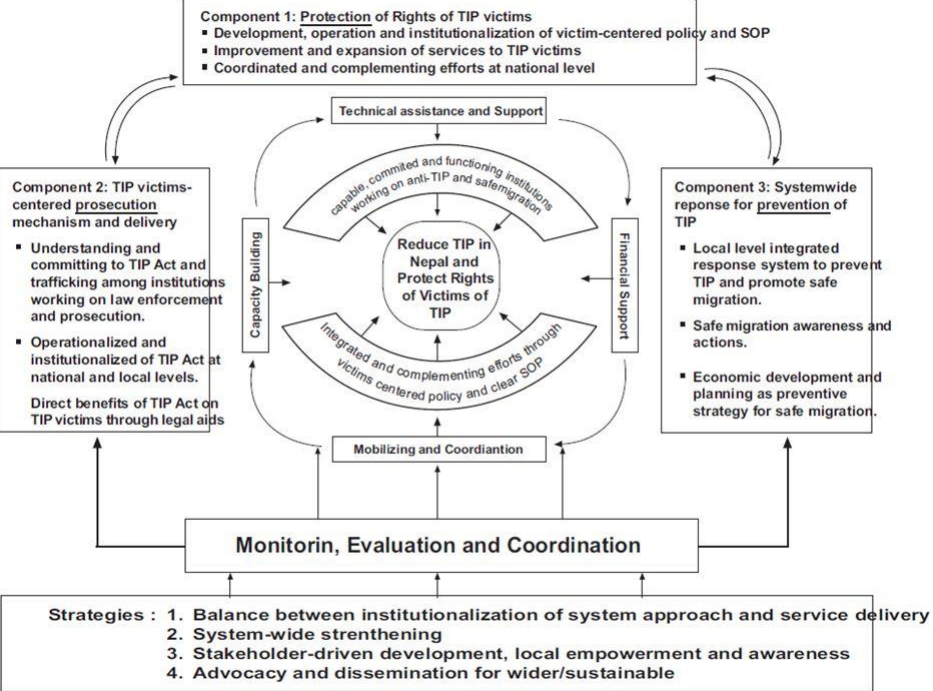 Component 1: Protection of Rights of TIP victims
▪ Development, operation and institutionalization of victim-centered policy and SOP
▪ Improvement and expansion of services to TIP victims
▪ Coordinated and complementing efforts at national level
Technical assistance and Support
capable, commited and functioning institutions
working on anti-TIP and safemigration
Component 2: TIP victims-
centered prosecution
mechanism and delivery
▪ Understanding and
committing to TIP Act and
trafficking among institutions
working on law enforcement
and prosecution.
▪ Operationalized and
institutionalized of TIP Act at
national and local levels.
Direct benefits of TIP Act on
TIP victims through legal aids
Capacity Building
Reduce TIP in
Nepal and
Protect Rights
of Victims of
TIP
Financial Support
Component 3: Systemwide
reponse for prevention of
TIP
▪ Local level integrated
response system to prevent
TIP and promote safe
migration.
▪ Safe migration awareness and
actions.
▪ Economic development and
planning as preventive
strategy for safe migration.
Integrated and complementing efforts through
victims centered policy and clear SOP
Mobilizing and Coordiantion
Monitorin, Evaluation and Coordination
Strategies : 1. Balance between institutionalization of system approach and service delivery
2. System-wide strenthening
3. Stakeholder-driven development, local empowerment and awareness
4. Advocacy and dissemination for wider/sustainable